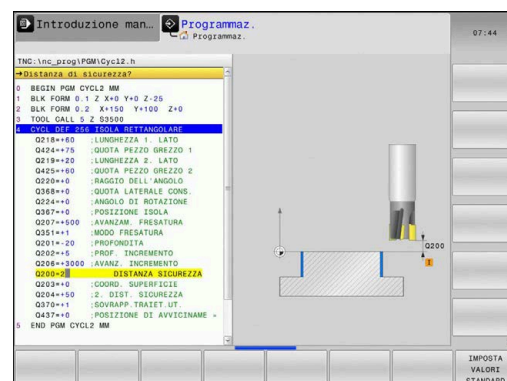 Introduzione man…
Programmaz.
Programmaz.
07:44
TNC:\nc_prog\PGM\Cycl2.h
→Distanza di sicurezza?
0 BEGIN PGM CYCL2 MM
1 BLK FORM 0.1 Z X+0 Y+0 Z-25
2 BLK FORM 0.2 X+150 Y+100 Z+0
3 TOOL CALL 5 Z S3500
4 CYCL DEF 256 ISOLA RETTANGOLARE
Q218=+60 ;LUNGHEZZA 1. LATO
Q424=+75 ;QUOTA PEZZO GREZZO 1
Q219=+20 ;LUNGHEZZA 2. LATO
Q425=+60 ;QUOTA PEZZO GREZZO 2
Q220=+0 ;RAGGIO DELL'ANGOLO
Q368=+0 ;QUOTA LATERALE CONS.
Q224=+0 ;ANGOLO DI ROTAZIONE
Q367=+0 ;POSIZIONE ISOLA
Q207=+500 ;AVANZAM. FRESATURA
Q351=+1 ;MODO FRESATURA
Q201=-20 ;PROFONDITA
Q202=+5 ;PROF. INCREMENTO
Q206=+3000 ;AVANZ. INCREMENTO
Q200=2 DISTANZA SICUREZZA
Q203=+0 ;COORD. SUPERFICIE
Q204=+50 ;2. DIST. SICUREZZA
Q370=+1 ;SOVRAPP.TRAIET.UT.
Q437=+0 ;POSIZIONE DI AVVICINAME »
5 END PGM CYCL2 MM
Q200
IMPOSTA
VALORI
STANDARD